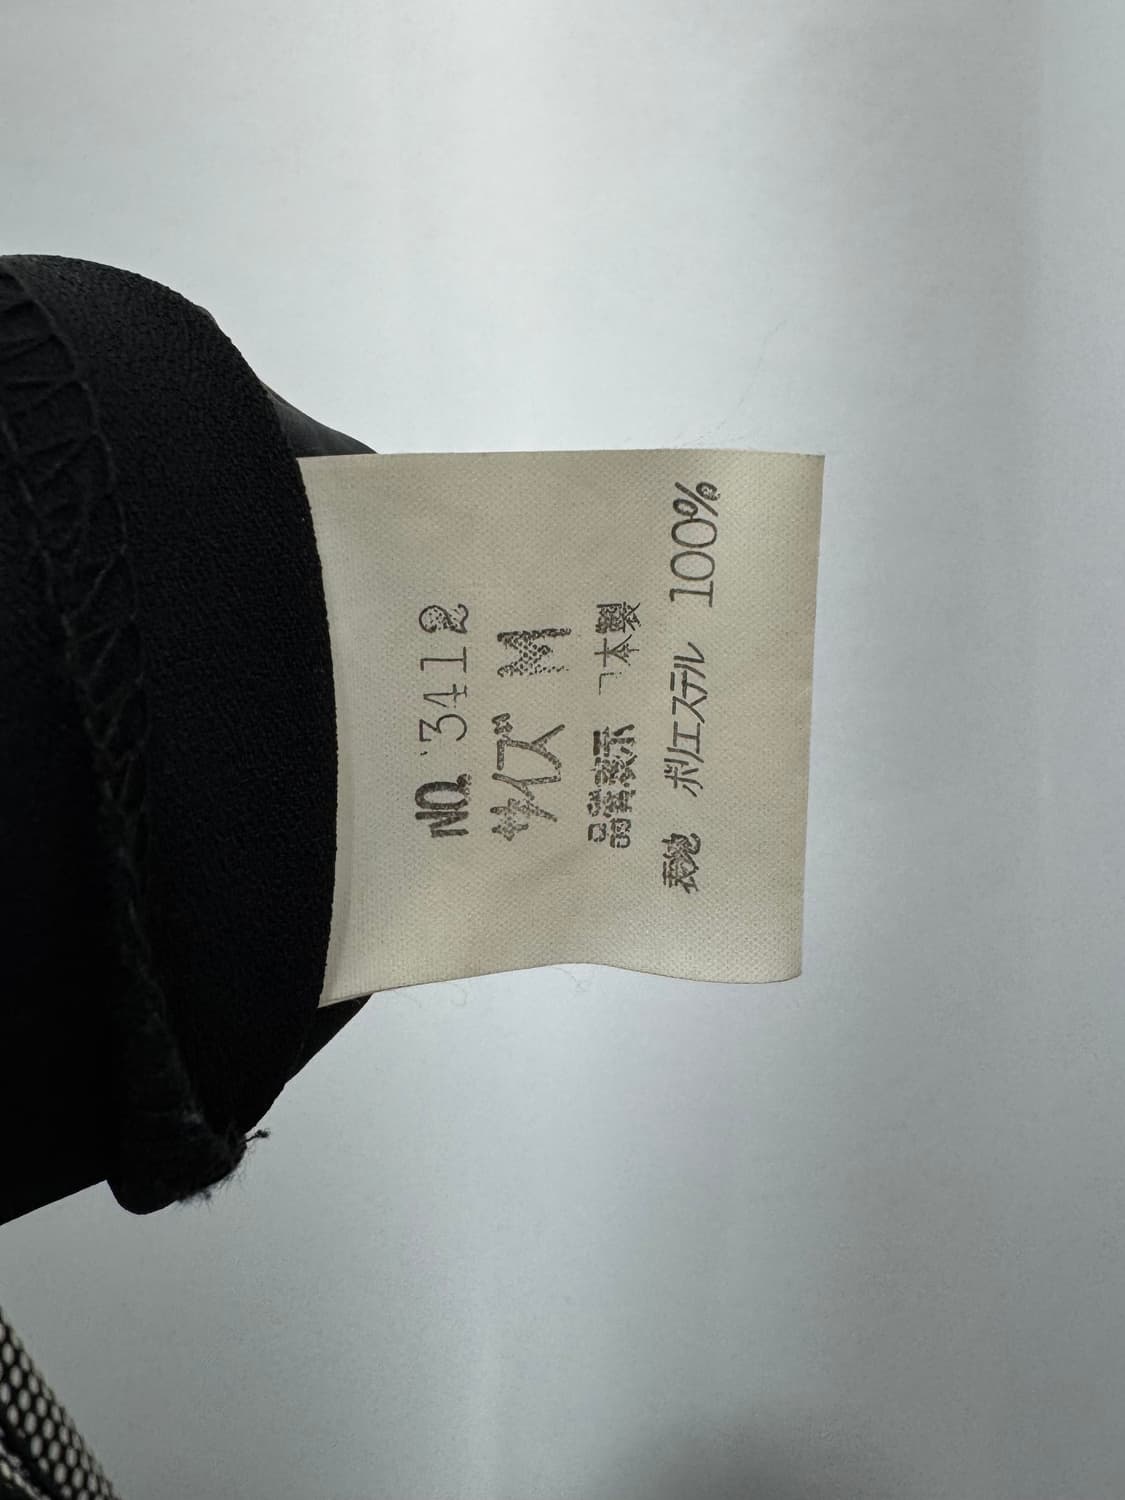 NO. 3412
サイズ M
品質表示 日本製
表地 ポリエステル 100%